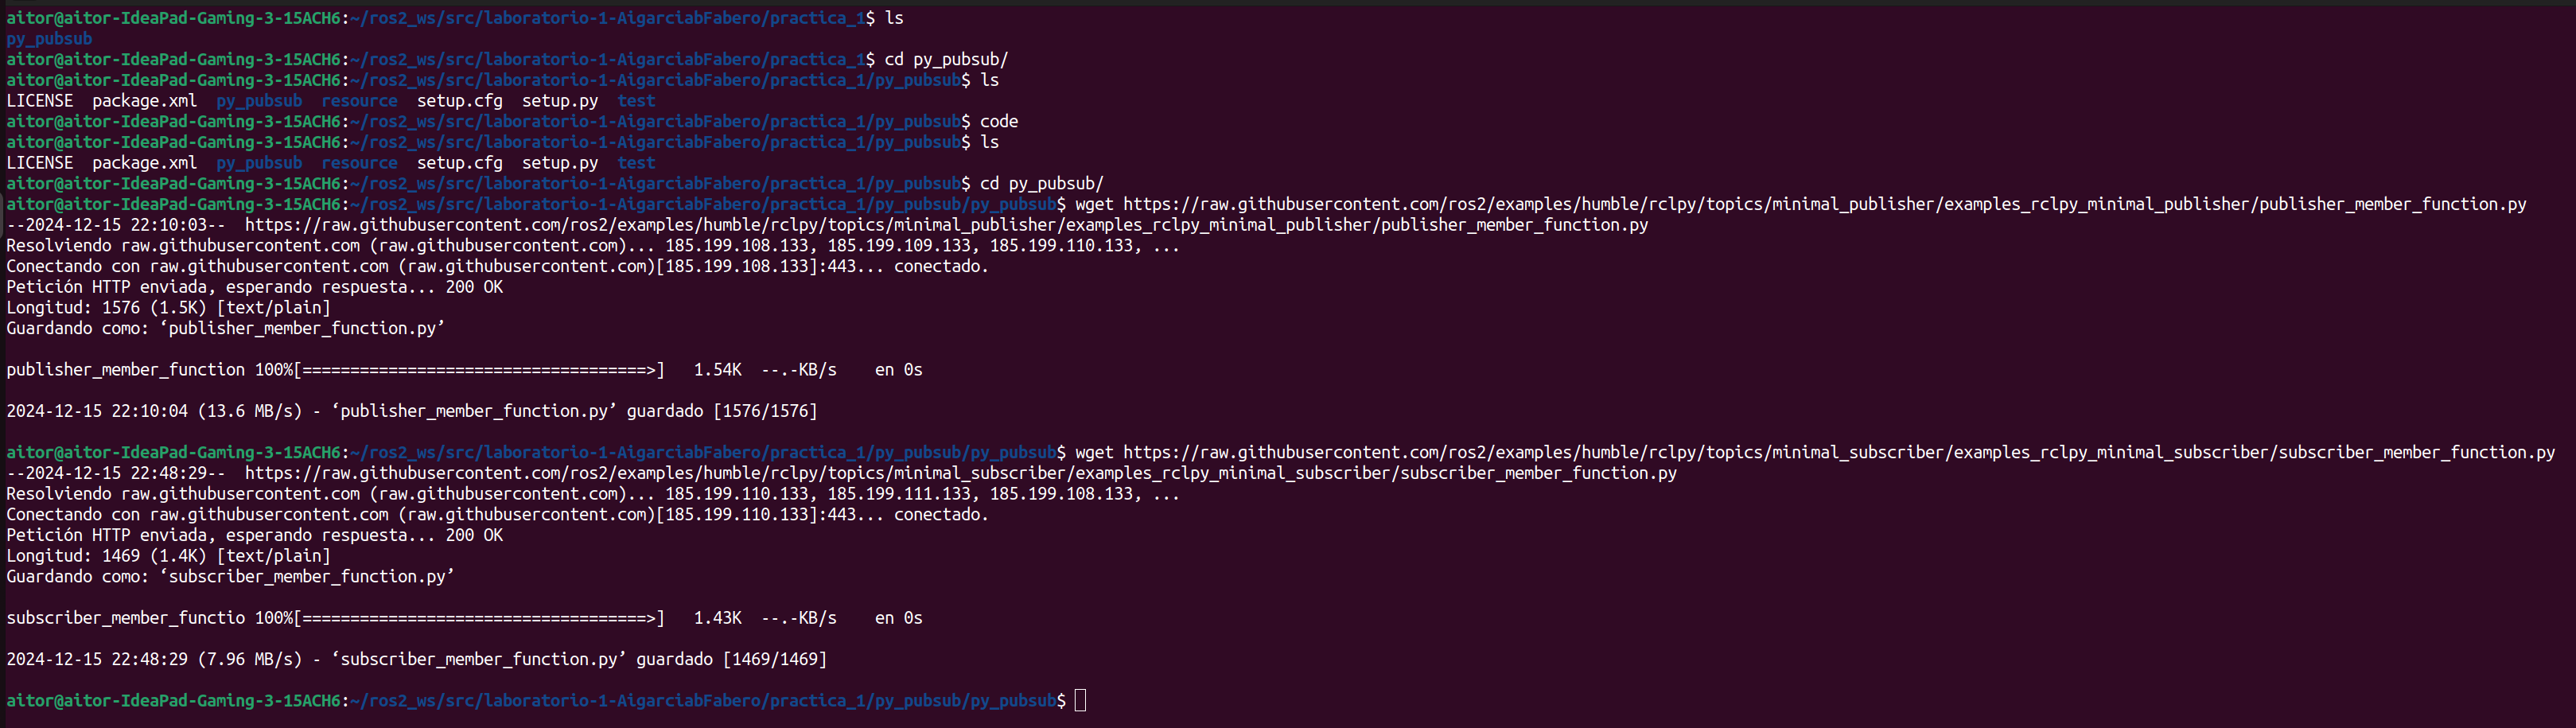 aitor@aitor-IdeaPad-Gaming-3-15ACH6:~/ros2_ws/src/laboratorio-1-AigarciabFabero/practica_1$ ls
py_pubsub
aitor@aitor-IdeaPad-Gaming-3-15ACH6:~/ros2_ws/src/laboratorio-1-AigarciabFabero/practica_1$ cd py_pubsub/
aitor@aitor-IdeaPad-Gaming-3-15ACH6:~/ros2_ws/src/laboratorio-1-AigarciabFabero/practica_1/py_pubsub$ ls
LICENSE  package.xml  py_pubsub  resource  setup.cfg  setup.py  test
aitor@aitor-IdeaPad-Gaming-3-15ACH6:~/ros2_ws/src/laboratorio-1-AigarciabFabero/practica_1/py_pubsub$ code
aitor@aitor-IdeaPad-Gaming-3-15ACH6:~/ros2_ws/src/laboratorio-1-AigarciabFabero/practica_1/py_pubsub$ ls
LICENSE  package.xml  py_pubsub  resource  setup.cfg  setup.py  test
aitor@aitor-IdeaPad-Gaming-3-15ACH6:~/ros2_ws/src/laboratorio-1-AigarciabFabero/practica_1/py_pubsub$ cd py_pubsub/
aitor@aitor-IdeaPad-Gaming-3-15ACH6:~/ros2_ws/src/laboratorio-1-AigarciabFabero/practica_1/py_pubsub/py_pubsub$ wget https://raw.githubusercontent.com/ros2/examples/humble/rclpy/topics/minimal_publisher/examples_rclpy_minimal_publisher/publisher_member_function.py
--2024-12-15 22:10:03--  https://raw.githubusercontent.com/ros2/examples/humble/rclpy/topics/minimal_publisher/examples_rclpy_minimal_publisher/publisher_member_function.py
Resolviendo raw.githubusercontent.com (raw.githubusercontent.com)... 185.199.108.133, 185.199.109.133, 185.199.110.133, ...
Conectando con raw.githubusercontent.com (raw.githubusercontent.com)[185.199.108.133]:443... conectado.
Petición HTTP enviada, esperando respuesta... 200 OK
Longitud: 1576 (1.5K) [text/plain]
Guardando como: ‘publisher_member_function.py’
publisher_member_function 100%[====================================>]   1.54K  --.-KB/s    en 0s
2024-12-15 22:10:04 (13.6 MB/s) - ‘publisher_member_function.py’ guardado [1576/1576]
aitor@aitor-IdeaPad-Gaming-3-15ACH6:~/ros2_ws/src/laboratorio-1-AigarciabFabero/practica_1/py_pubsub/py_pubsub$ wget https://raw.githubusercontent.com/ros2/examples/humble/rclpy/topics/minimal_subscriber/examples_rclpy_minimal_subscriber/subscriber_member_function.py
--2024-12-15 22:48:29--  https://raw.githubusercontent.com/ros2/examples/humble/rclpy/topics/minimal_subscriber/examples_rclpy_minimal_subscriber/subscriber_member_function.py
Resolviendo raw.githubusercontent.com (raw.githubusercontent.com)... 185.199.110.133, 185.199.111.133, 185.199.108.133, ...
Conectando con raw.githubusercontent.com (raw.githubusercontent.com)[185.199.110.133]:443... conectado.
Petición HTTP enviada, esperando respuesta... 200 OK
Longitud: 1469 (1.4K) [text/plain]
Guardando como: ‘subscriber_member_function.py’
subscriber_member_functio 100%[====================================>]   1.43K  --.-KB/s    en 0s
2024-12-15 22:48:29 (7.96 MB/s) - ‘subscriber_member_function.py’ guardado [1469/1469]
aitor@aitor-IdeaPad-Gaming-3-15ACH6:~/ros2_ws/src/laboratorio-1-AigarciabFabero/practica_1/py_pubsub/py_pubsub$